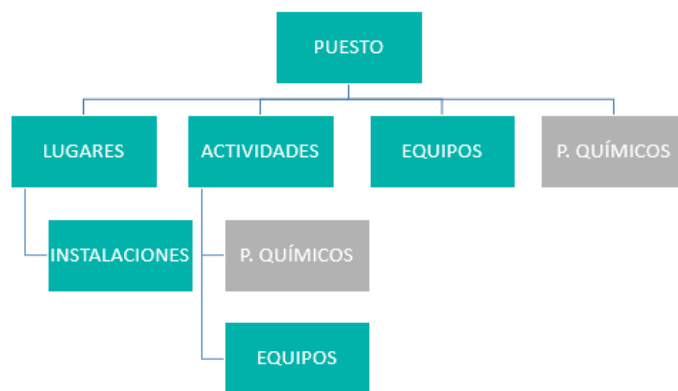 PUESTO
LUGARES
ACTIVIDADES
EQUIPOS
P. QUÍMICOS
INSTALACIONES
P. QUÍMICOS
EQUIPOS